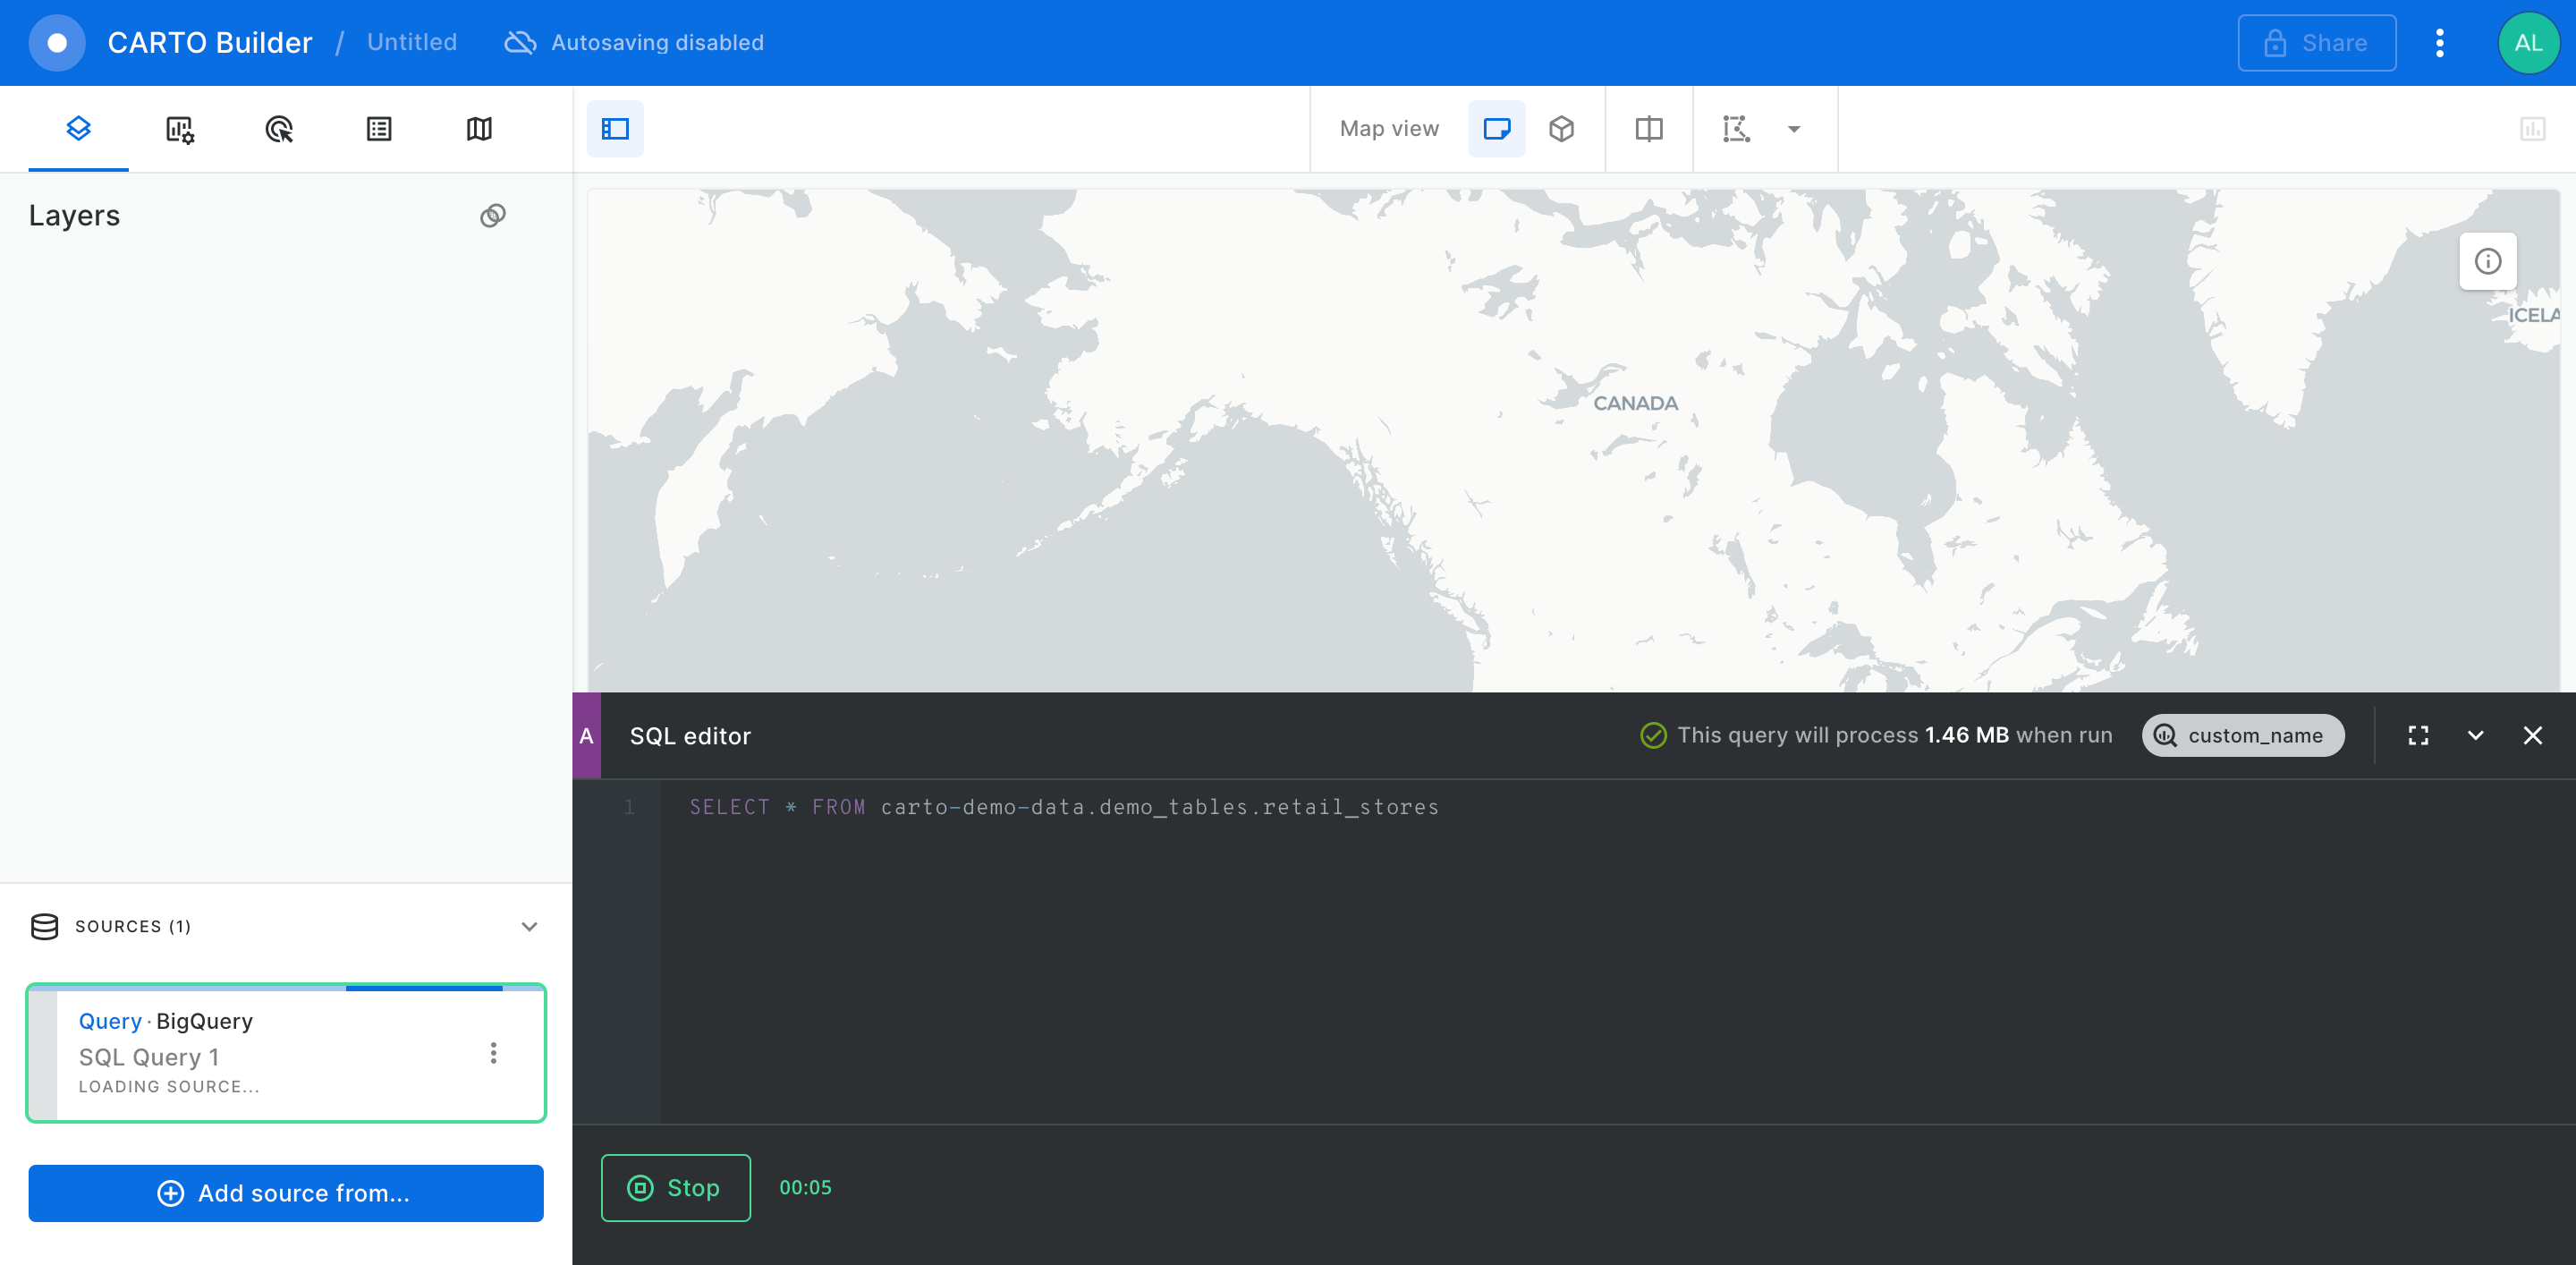 CARTO Builder / Untitled Autosaving disabled Share AL
Map view
Layers
ICELA
CANADA
A SQL editor This query will process 1.46 MB when run custom_name
1 SELECT * FROM carto-demo-data.demo_tables.retail_stores
SOURCES (1)
Query · BigQuery
SQL Query 1
LOADING SOURCE...
Add source from...
Stop 00:05